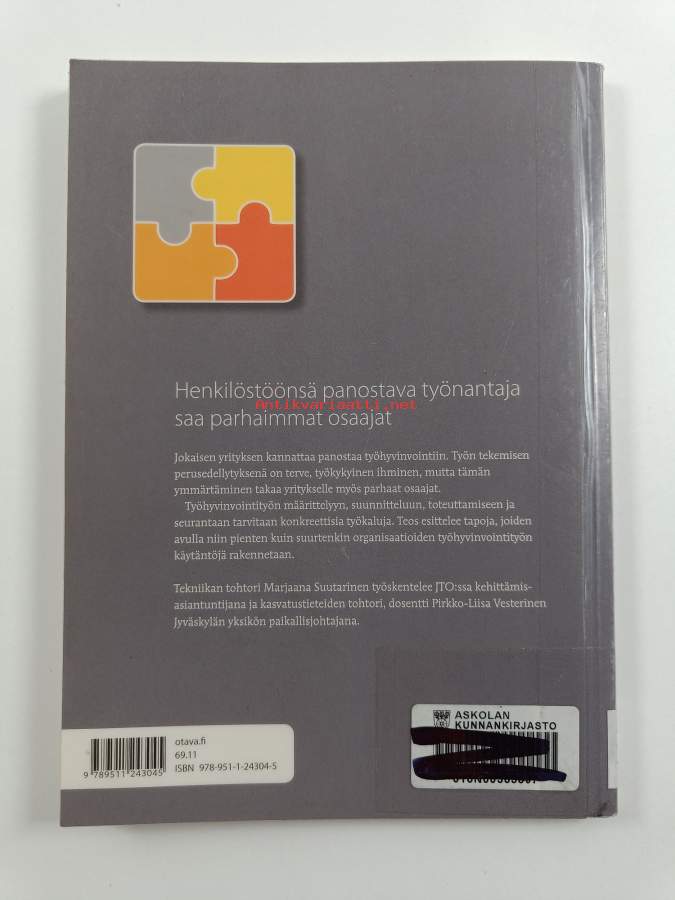 Henkilöstöönsä panostava työnantaja
saa parhaimmat osaajat
Antikvariaatti.net
Jokaisen yrityksen kannattaa panostaa työhyvinvointiin. Työn tekemisen
perusedellytyksenä on terve, työkykyinen ihminen, mutta tämän
ymmärtäminen takaa yritykselle myös parhaat osaajat.
Työhyvinvointityön määrittelyyn, suunnitteluun, toteuttamiseen ja
seurantaan tarvitaan konkreettisia työkaluja. Teos esittelee tapoja, joiden
avulla niin pienten kuin suurtenkin organisaatioiden työhyvinvointityön
käytäntöjä rakennetaan.
Tekniikan tohtori Marjaana Suutarinen työskentelee JTO:ssa kehittämis-
asiantuntijana ja kasvatustieteiden tohtori, dosentti Pirkko-Liisa Vesterinen
Jyväskylän yksikön paikallisjohtajana.
otava.fi
69.11
ISBN 978-951-1-24304-5
9 789511 243045
ASKOLAN
KUNNANKIRJASTO